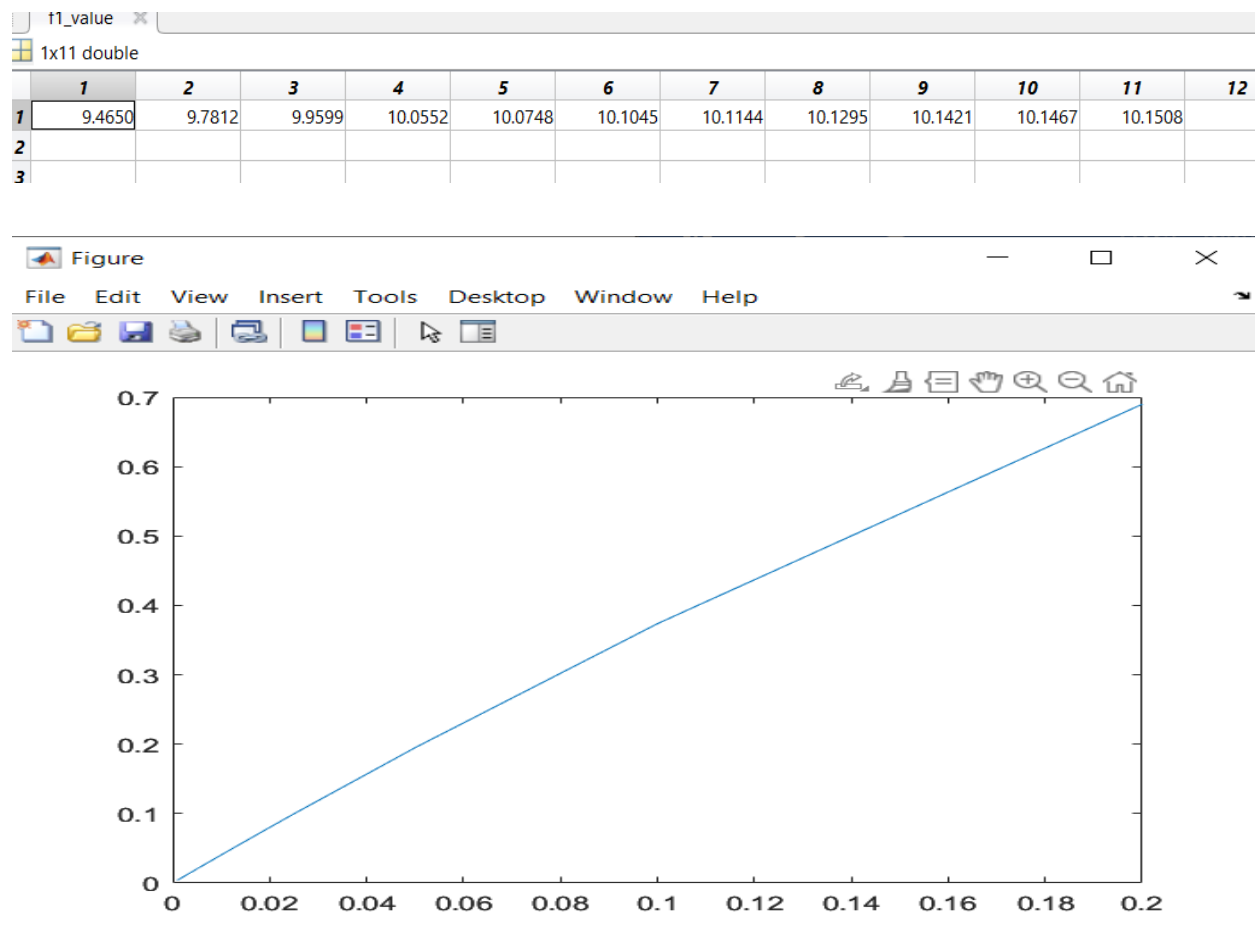 f1_value
1x11 double
1 2 3 4 5 6 7 8 9 10 11 12
1 9.4650 9.7812 9.9599 10.0552 10.0748 10.1045 10.1144 10.1295 10.1421 10.1467 10.1508
2
3
Figure
File Edit View Insert Tools Desktop Window Help
0.7
0.6
0.5
0.4
0.3
0.2
0.1
0
0 0.02 0.04 0.06 0.08 0.1 0.12 0.14 0.16 0.18 0.2